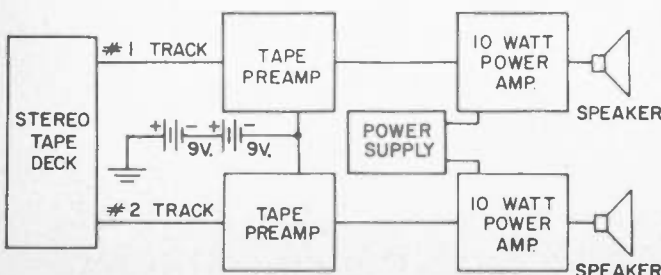 #1 TRACK
TAPE
PREAMP
10 WATT
POWER
AMP.
SPEAKER
STEREO
TAPE
DECK
+ - + -
9V. 9V.
POWER
SUPPLY
#2 TRACK
TAPE
PREAMP
10 WATT
POWER
AMP.
SPEAKER